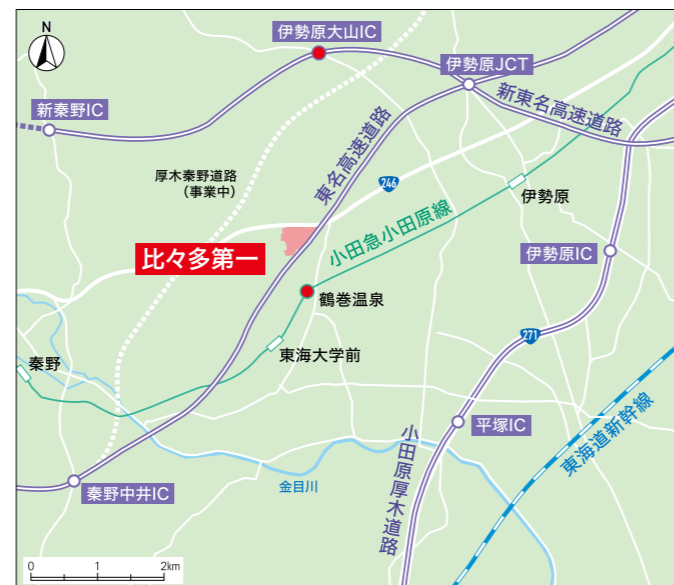 N
伊勢原大山IC
伊勢原JCT
新秦野IC
新東名高速道路
東名高速道路
厚木秦野道路
（事業中）
246
伊勢原
小田急小田原線
比々多第一
伊勢原IC
鶴巻温泉
271
東海大学前
秦野
東海道新幹線
平塚IC
小田原厚木道路
秦野中井IC
金目川
0 1 2km